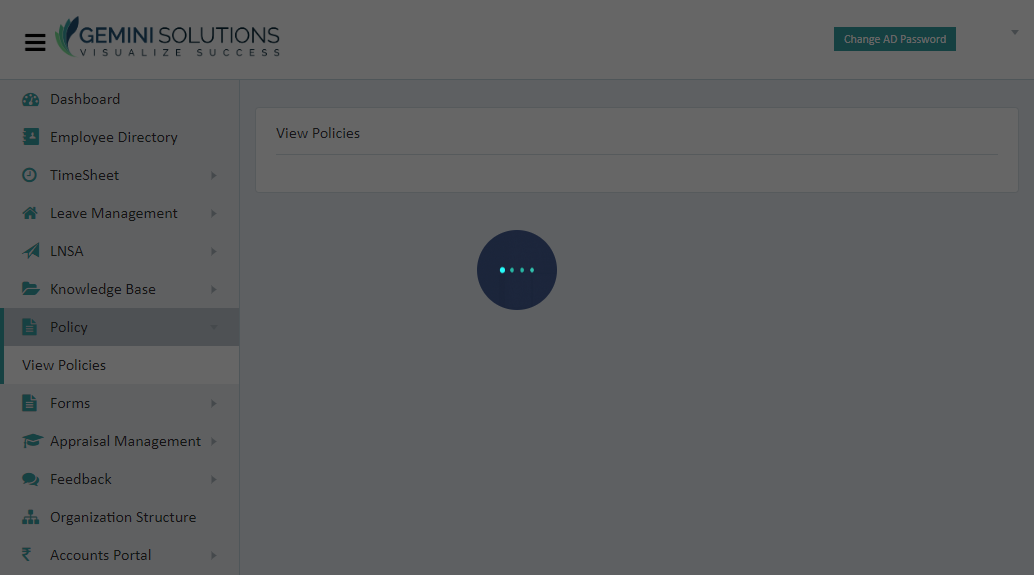 GEMINI SOLUTIONS
VISUALIZE SUCCESS
Change AD Password
Dashboard
Employee Directory
TimeSheet
Leave Management
LNSA
Knowledge Base
Policy
View Policies
Forms
Appraisal Management
Feedback
Organization Structure
Accounts Portal
View Policies